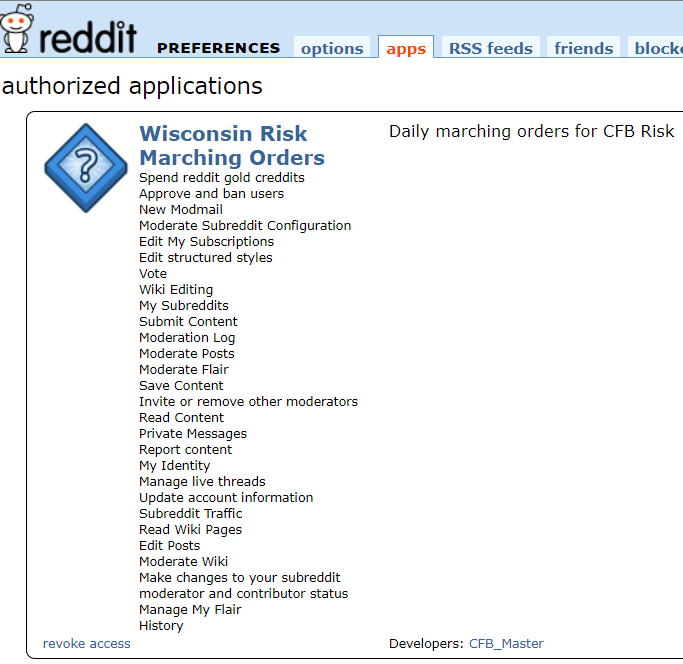 reddit PREFERENCES options apps RSS feeds friends
authorized applications
Wisconsin Risk
Marching Orders
Daily marching orders for CFB Risk
?
Spend reddit gold creddits
Approve and ban users
New Modmail
Moderate Subreddit Configuration
Edit My Subscriptions
Edit structured styles
Vote
Wiki Editing
My Subreddits
Submit Content
Moderation Log
Moderate Posts
Moderate Flair
Save Content
Invite or remove other moderators
Read Content
Private Messages
Report content
My Identity
Manage live threads
Update account information
Subreddit Traffic
Read Wiki Pages
Edit Posts
Moderate Wiki
Make changes to your subreddit
moderator and contributor status
Manage My Flair
History
revoke access
Developers: CFB_Master